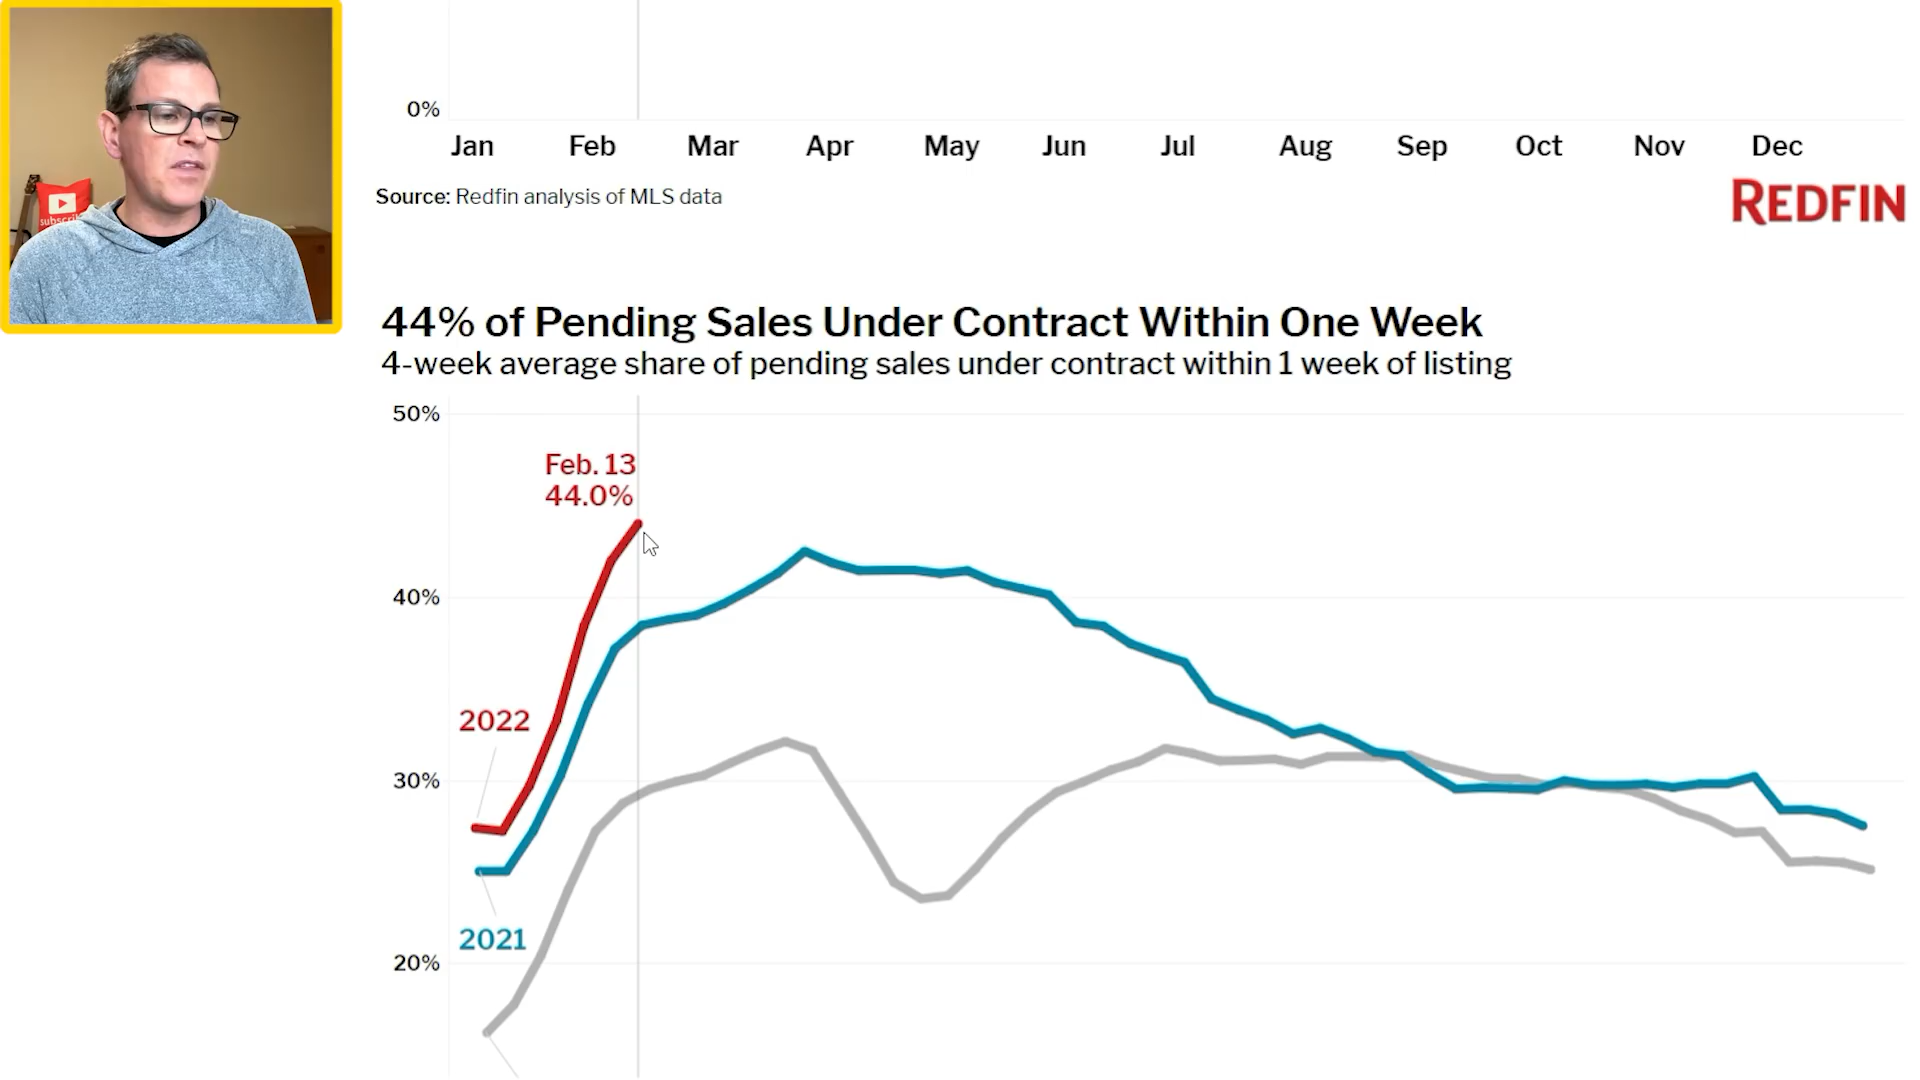 subscri
0%
Jan Feb Mar Apr May Jun Jul Aug Sep Oct Nov Dec
Source: Redfin analysis of MLS data
REDFIN
44% of Pending Sales Under Contract Within One Week
4-week average share of pending sales under contract within 1 week of listing
50%
Feb. 13
44.0%
40%
2022
30%
2021
20%